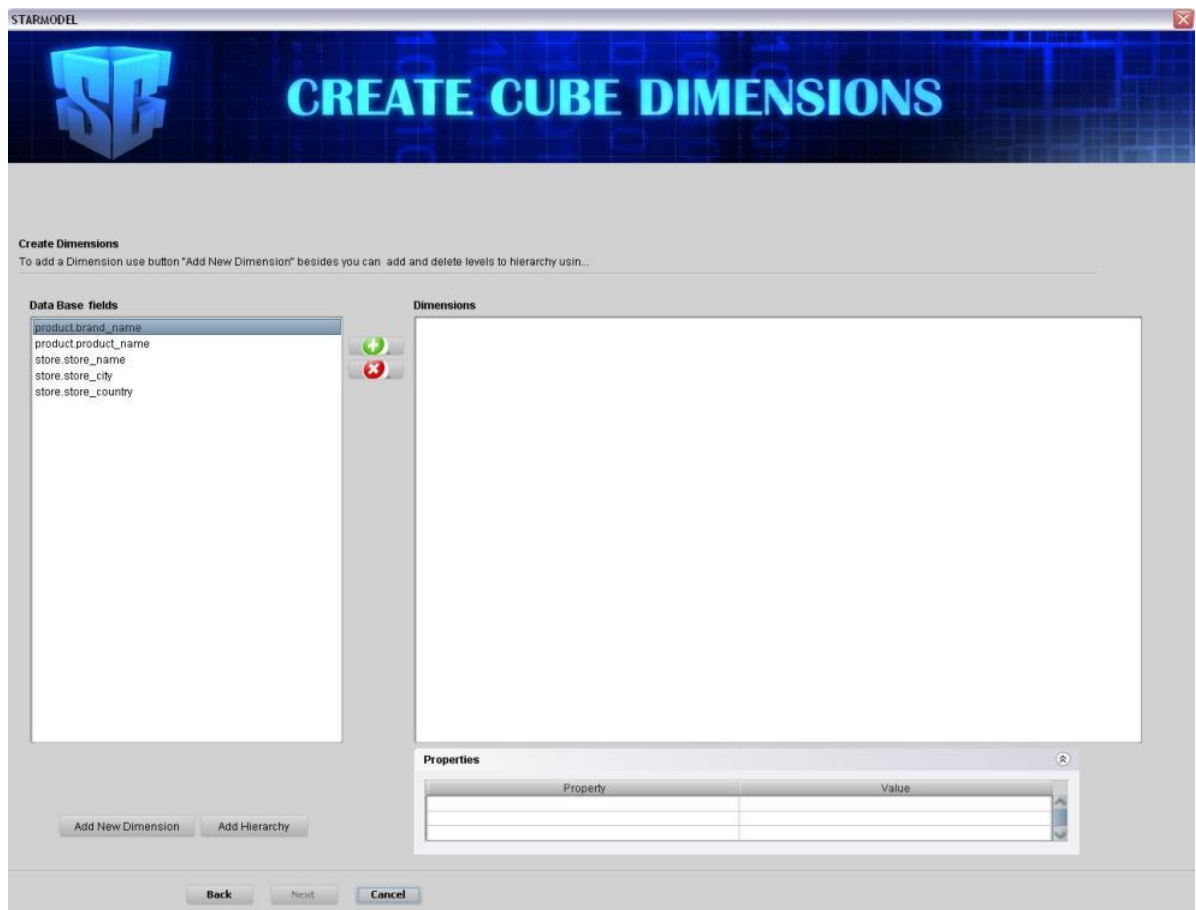 STARMODEL
SC
CREATE CUBE DIMENSIONS
Create Dimensions
To add a Dimension use button "Add New Dimension" besides you can add and delete levels to hierarchy usin...
Data Base fields
Dimensions
product.brand_name
product.product_name
store.store_name
store.store_city
store.store_country
Properties
Property Value
Add New Dimension Add Hierarchy
Back Next Cancel